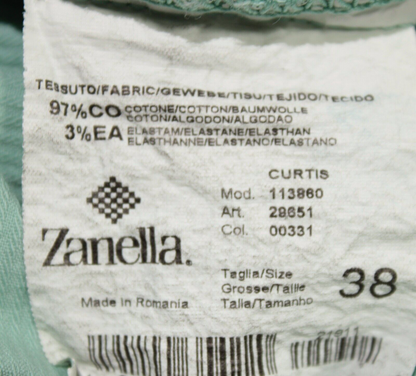 TESSUTO/FABRIC/GEWEBE/TISU/TEJIDO/TECIDO
97%CO COTONE/COTTON/BAUMWOLLE
COTON/ALGODON/ALGODAO
3%EA ELASTAM/ELASTANE/ELASTHAN
ELASTHANNE/ELASTANO/ELASTANO
CURTIS
Mod. 113860
Art. 28651
Col. 00331
Zanella.
Taglia/Size
Grosse/Taille
Talla/Tamanho
38
Made in Romania